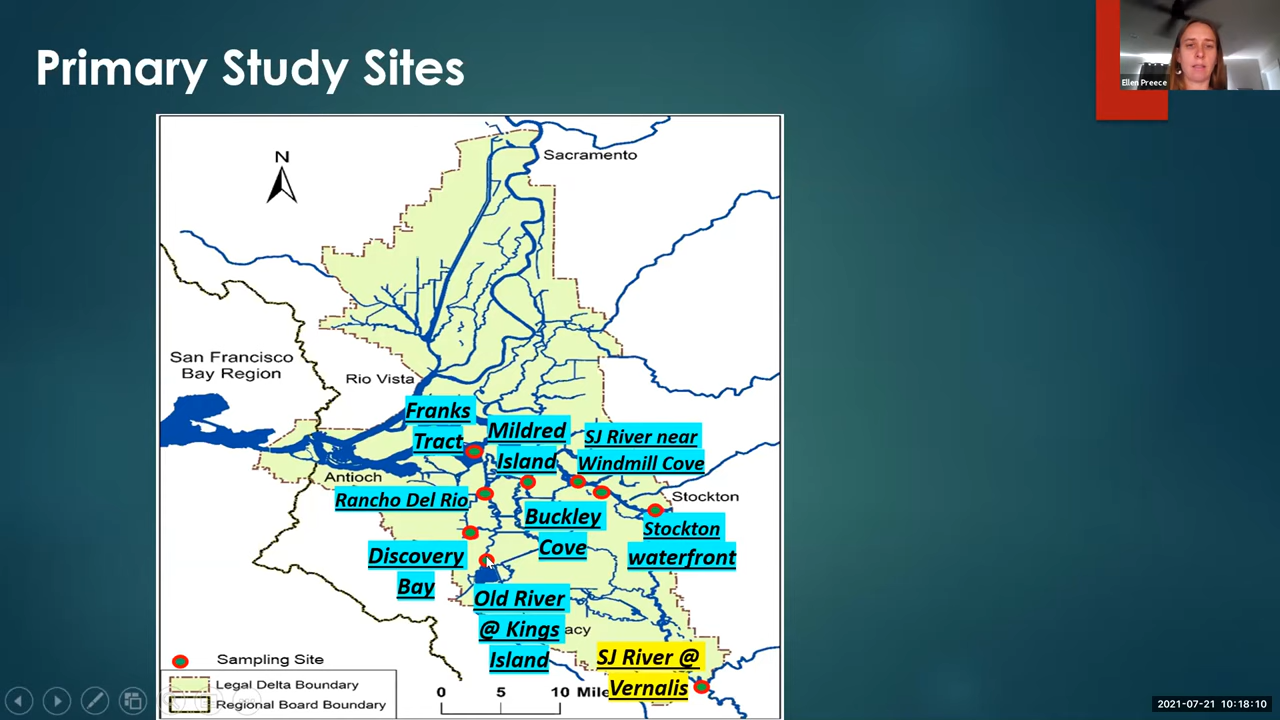 Primary Study Sites
Ellen Preece
N
Sacramento
San Francisco
Bay Region
Rio Vista
Franks
Tract
Mildred
Island
SJ River near
Windmill Cove
Antioch
Rancho Del Rio
Stockton
Buckley
Cove
Stockton
waterfront
Discovery
Bay
Old River
@ Kings
Island
acy
SJ River @
Vernalis
Sampling Site
Legal Delta Boundary
Regional Board Boundary
0 5 10 Mile
2021-07-21 10:18:10